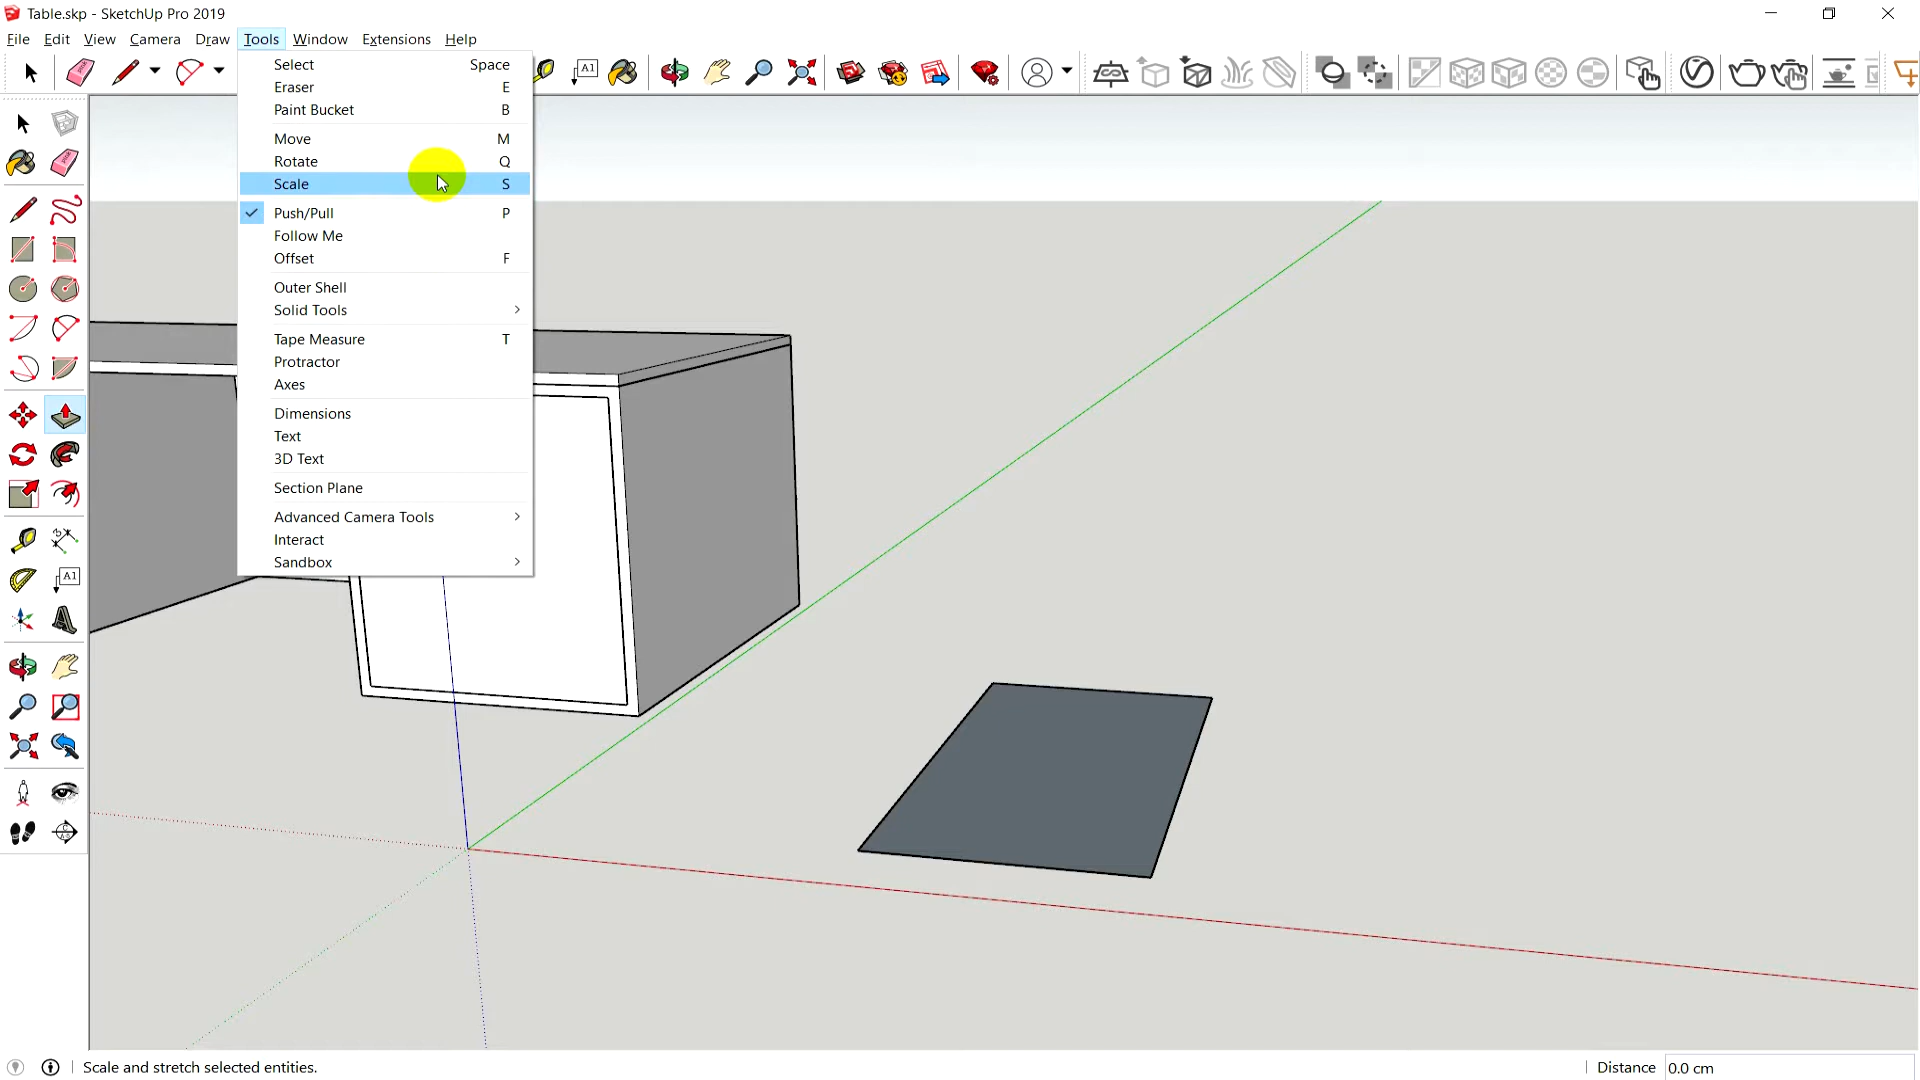 Table.skp - SketchUp Pro 2019
File Edit View Camera Draw Tools Window Extensions Help
Select Space
Eraser E
Paint Bucket B
Move M
Rotate Q
Scale S
Push/Pull P
Follow Me
Offset F
Outer Shell
Solid Tools
Tape Measure T
Protractor
Axes
Dimensions
Text
3D Text
Section Plane
Advanced Camera Tools
Interact
Sandbox
A1
A1
Scale and stretch selected entities.
Distance 0.0 cm